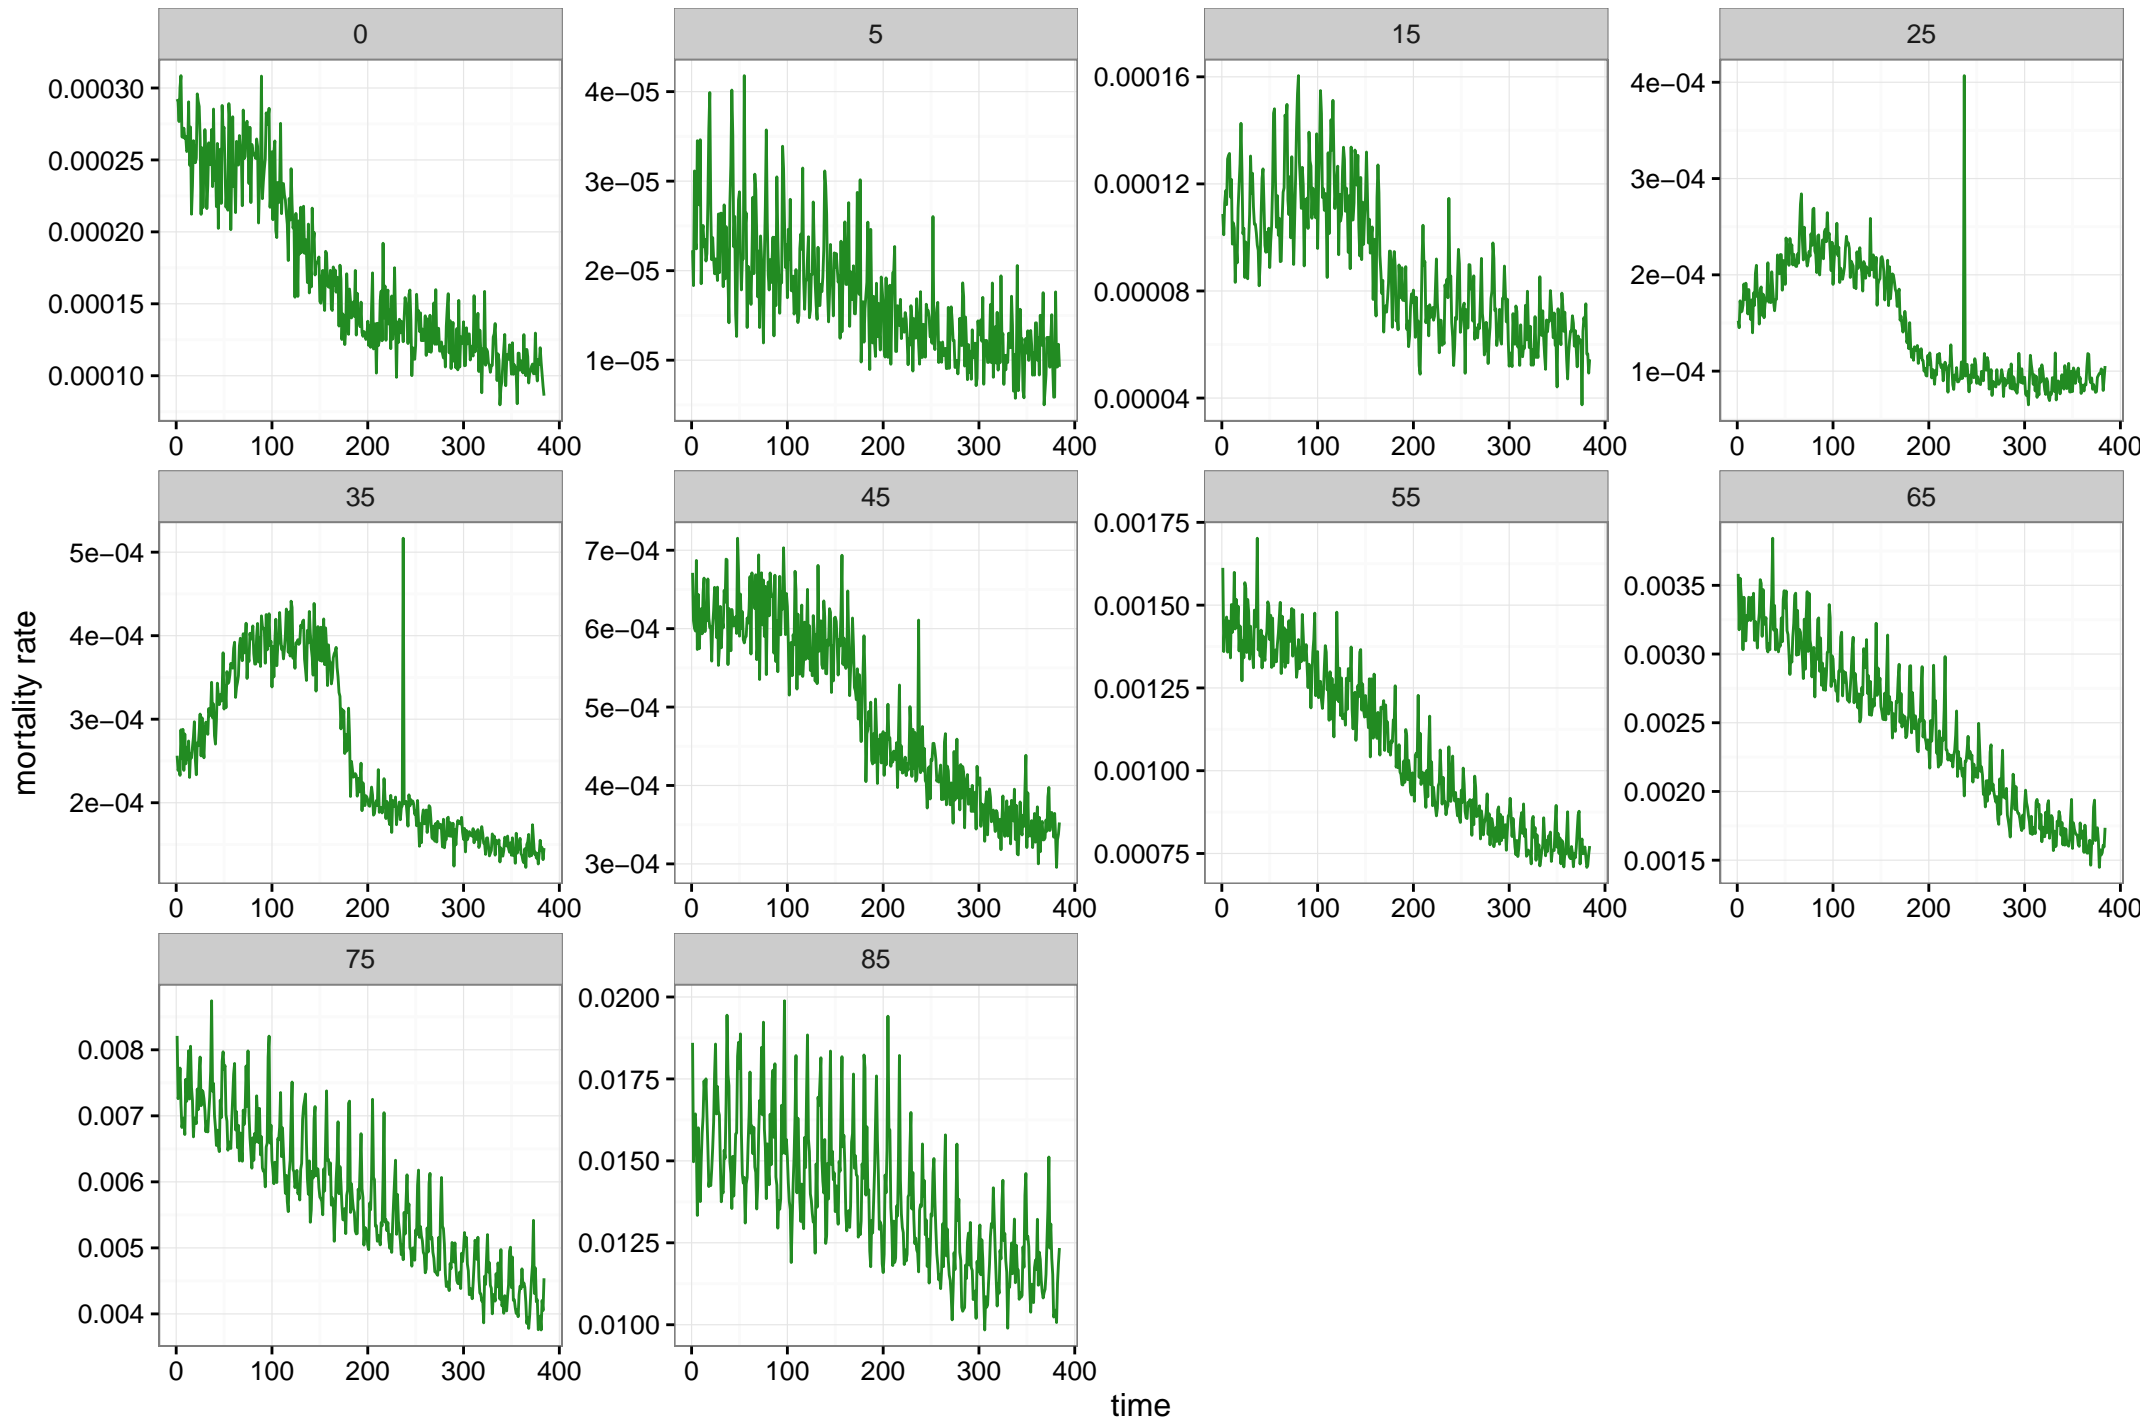 0 5 15 25
0.00030 4e−05 0.00016 4e−04
0.00025 3e−05 0.00012 3e−04
0.00020 2e−05 0.00008 2e−04
0.00015 1e−05 0.00004 1e−04
0.00010
0 100 200 300 400 0 100 200 300 400 0 100 200 300 400 0 100 200 300 400
35 45 55 65
5e−04 7e−04 0.00175 0.0035
4e−04 6e−04 0.00150 0.0030
3e−04 5e−04 0.00125 0.0025
2e−04 4e−04 0.00100 0.0020
3e−04 0.00075 0.0015
0 100 200 300 400 0 100 200 300 400 0 100 200 300 400 0 100 200 300 400
mortality rate
75 85
0.008 0.0200
0.007 0.0175
0.006 0.0150
0.005 0.0125
0.004 0.0100
0 100 200 300 400 0 100 200 300 400
time